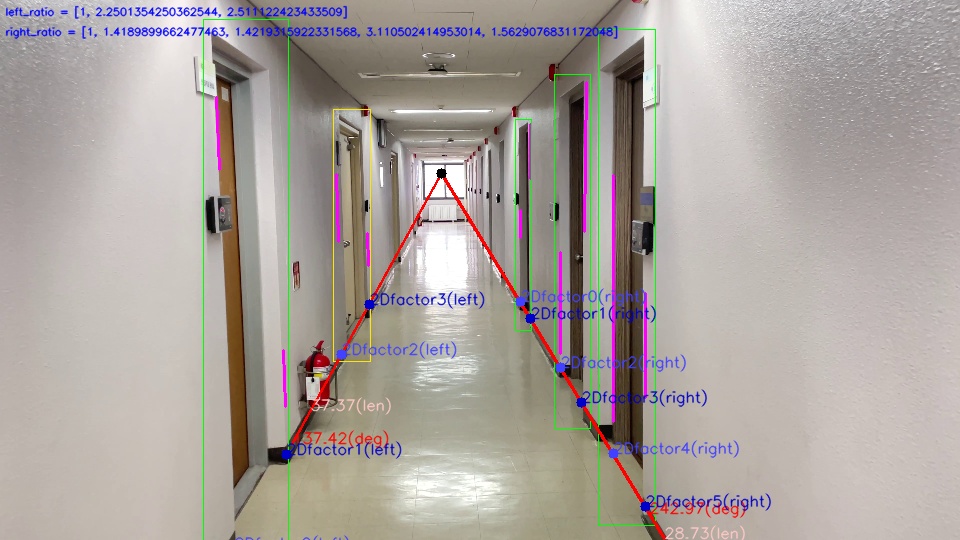 left_ratio = [1, 2.2501354250362544, 2.511122423433509]
right_ratio = [1, 1.4189899662477463, 1.4219315922331568, 3.110502414953014, 1.5629076831172048]
2Dfactor3(left)
2Dfactor0(right)
2Dfactor1(right)
2Dfactor2(left)
2Dfactor2(right)
37.37(len)
2Dfactor3(right)
37.42(deg)
2Dfactor1(left)
2Dfactor4(right)
2Dfactor5(right)
242.97(deg)
28.73(len)